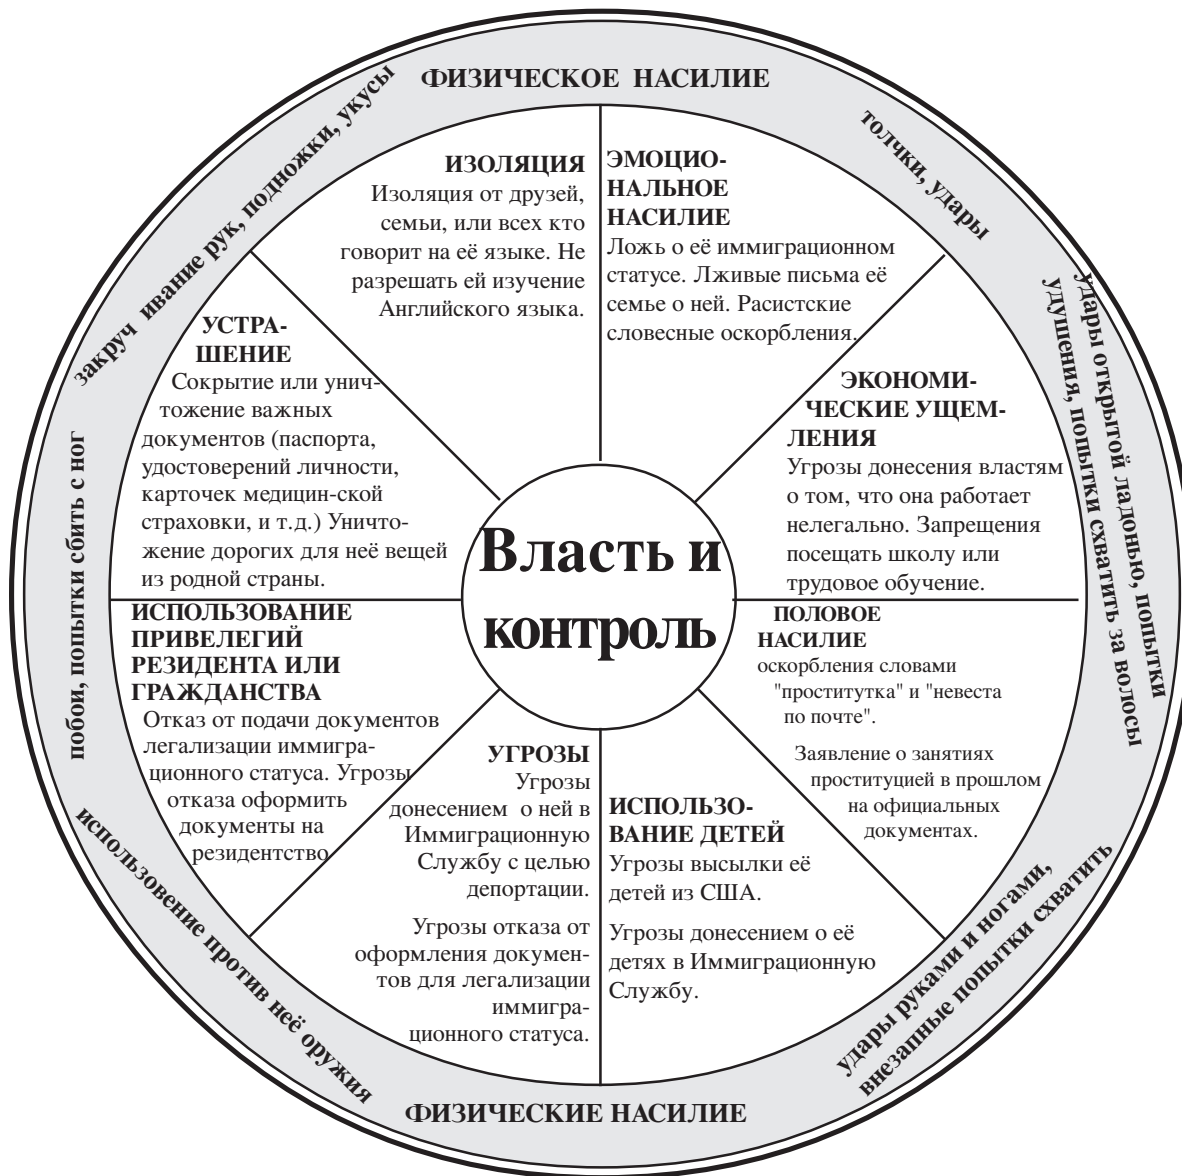 ФИЗИЧЕСКОЕ НАСИЛИЕ
толчки, удары
удары открытой ладонью, попытки
удушения, попытки схватить за волосы
удары руками и ногами,
внезапные попытки схватить
ФИЗИЧЕСКИЕ НАСИЛИЕ
использовение против неё оружия
побои, попытки сбить с ног
закруч ивание рук, подножки, укусы
ИЗОЛЯЦИЯ
Изоляция от друзей,
семьи, или всех кто
говорит на её языке. Не
разрешать ей изучение
Английского языка.
ЭМОЦИО-
НАЛЬНОЕ
НАСИЛИЕ
Ложь о её иммиграционном
статусе. Лживые письма её
семье о ней. Расистские
словесные оскорбления.
ЭКОНОМИ-
ЧЕСКИЕ УЩЕМ-
ЛЕНИЯ
Угрозы донесения властям
о том, что она работает
нелегально. Запрещения
посещать школу или
трудовое обучение.
ПОЛОВОЕ
НАСИЛИЕ
оскорбления словами
"проститутка" и "невеста
по почте".
Заявление о занятиях
проституцией в прошлом
на официальных
документах.
ИСПОЛЬЗО-
ВАНИЕ ДЕТЕЙ
Угрозы высылки её
детей из США.
Угрозы донесением о её
детях в Иммиграционную
Службу.
УГРОЗЫ
Угрозы
донесением о ней в
Иммиграционную
Службу с целью
депортации.
Угрозы отказа от
оформления докумен-
тов для легализации
иммигра-
ционного статуса.
ИСПОЛЬЗОВАНИЕ
ПРИВЕЛЕГИЙ
РЕЗИДЕНТА ИЛИ
ГРАЖДАНСТВА
Отказ от подачи документов
легализации иммигра-
ционного статуса. Угрозы
отказа оформить
документы на
резидентство
УСТРА-
ШЕНИЕ
Сокрытие или унич-
тожение важных
документов (паспорта,
удостоверений личности,
карточек медицин-ской
страховки, и т.д.) Уничто-
жение дорогих для неё вещей
из родной страны.
Власть и
контроль